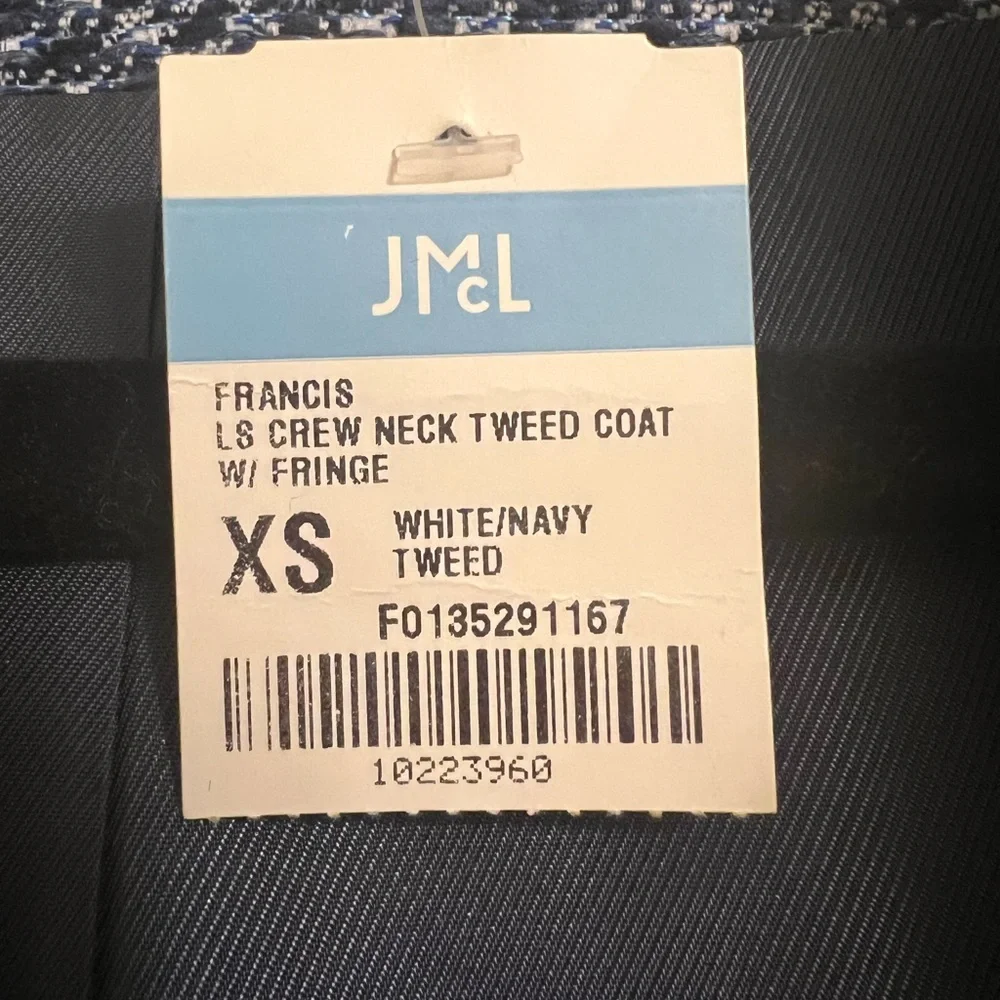 JMcL
FRANCIS
LS CREW NECK TWEED COAT
W/ FRINGE
XS
WHITE/NAVY
TWEED
F0135291167
10223960